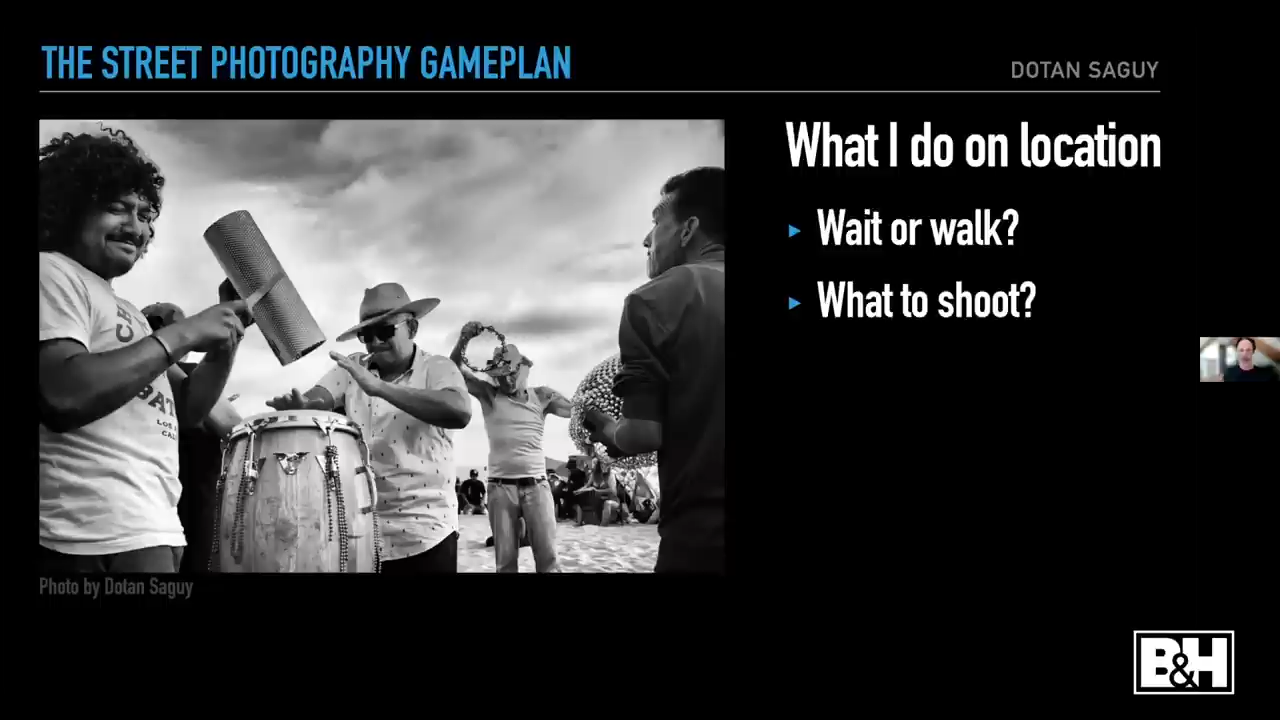 THE STREET PHOTOGRAPHY GAMEPLAN
DOTAN SAGUY
What I do on location
Wait or walk?
What to shoot?
Photo by Dotan Saguy
B&H